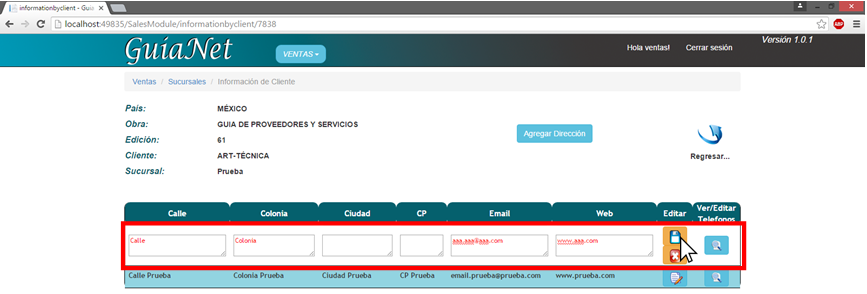 informationbyclient - Guía
localhost:49835/SalesModule/informationbyclient/7838
ABP
GuíaNet
VENTAS
Hola ventas!
Cerrar sesión
Versión 1.0.1
Ventas / Sucursales / Información de Cliente
País: MÉXICO
Obra: GUIA DE PROVEEDORES Y SERVICIOS
Edición: 61
Cliente: ART-TÉCNICA
Sucursal: Prueba
Agregar Dirección
Regresar...
Calle Colonia Ciudad CP Email Web Editar Ver/Editar Telefonos
Calle Colonia aaa.aaa@aaa.com www.aaa.com
Calle Prueba Colonia Prueba Ciudad Prueba CP Prueba email.prueba@prueba.com www.prueba.com